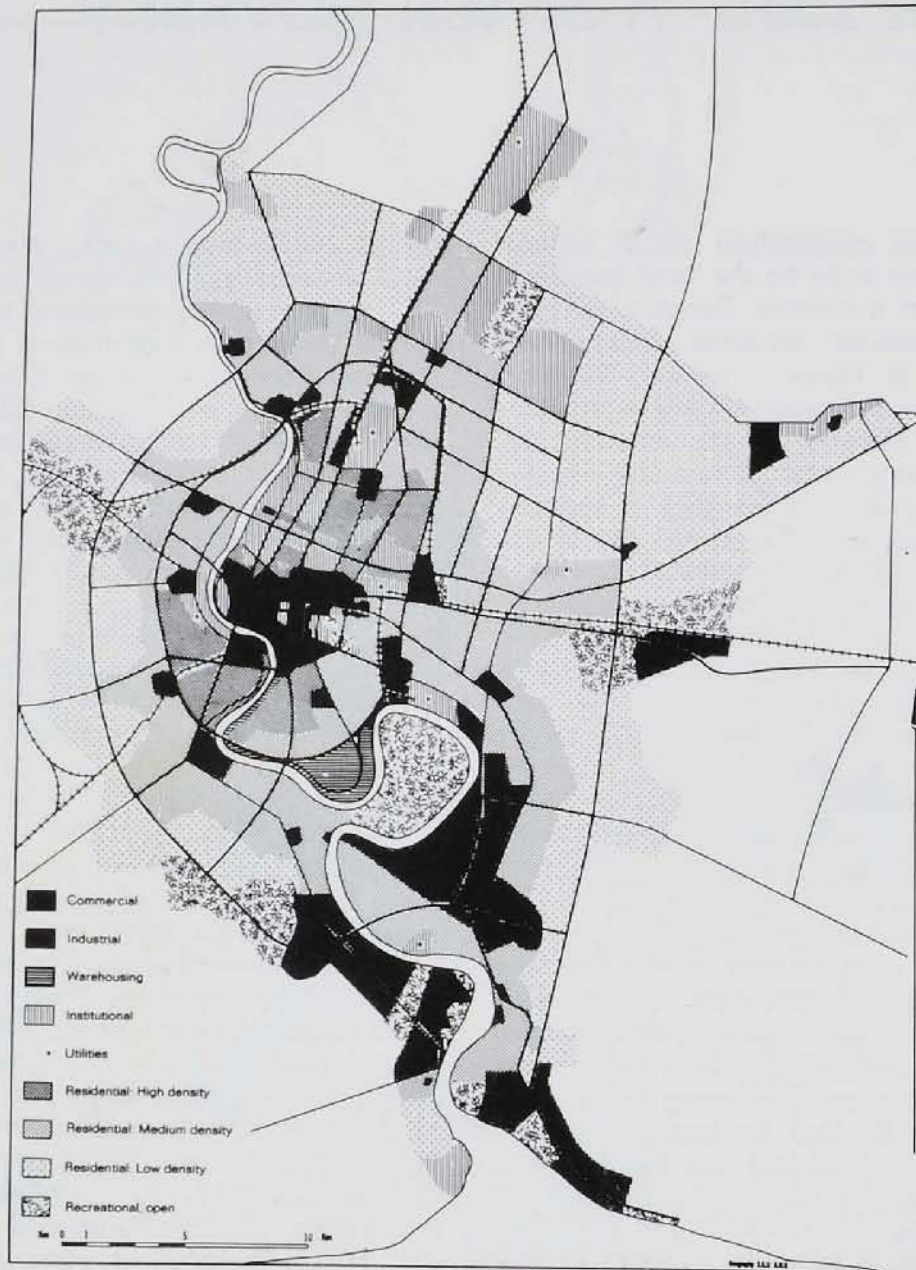 Commercial
Industrial
Warehousing
Institutional
Utilities
Residential: High density
Residential: Medium density
Residential: Low density
Recreational, open
Km 0 1 5 10 Km